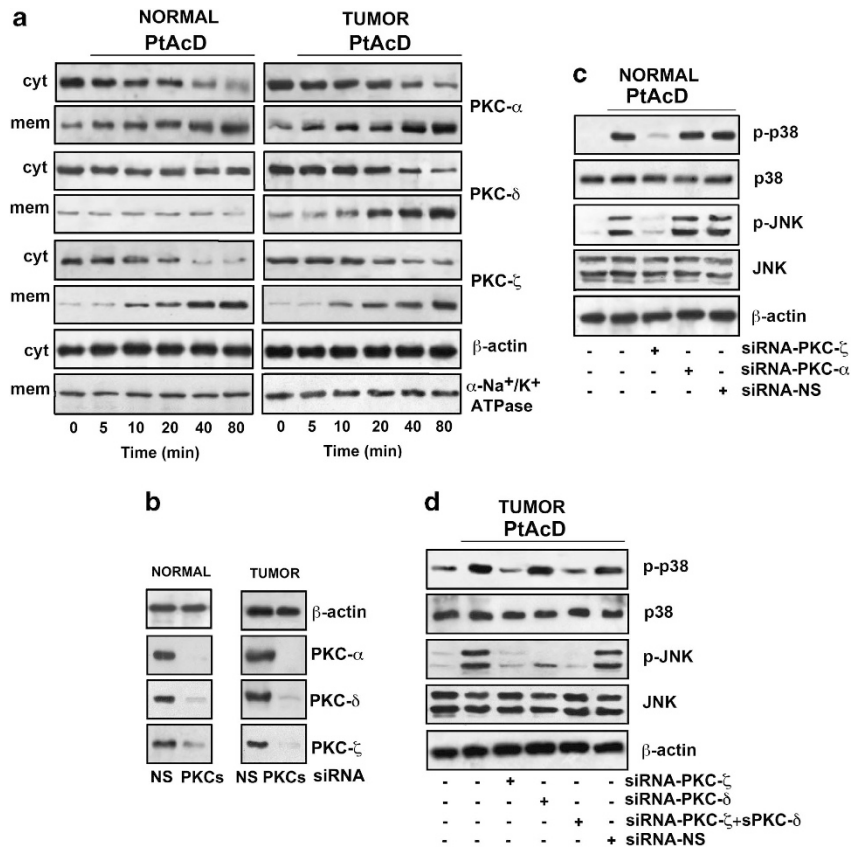 a
NORMAL
TUMOR
PtAcD
PtAcD
cyt
mem
PKC-α
cyt
mem
PKC-δ
cyt
mem
PKC-ζ
cyt
β-actin
mem
α-Na+/K+
ATPase
0 5 10 20 40 80
0 5 10 20 40 80
Time (min)
Time (min)
c
NORMAL
PtAcD
p-p38
p38
p-JNK
JNK
β-actin
- - + - - siRNA-PKC-ζ
- - - + - siRNA-PKC-α
- - - - + siRNA-NS
b
NORMAL
TUMOR
β-actin
PKC-α
PKC-δ
PKC-ζ
NS PKCs
NS PKCs siRNA
d
TUMOR
PtAcD
p-p38
p38
p-JNK
JNK
β-actin
- - + - - - siRNA-PKC-ζ
- - - + - - siRNA-PKC-δ
- - - - + siRNA-PKC-ζ+sPKC-δ
- - - - - + siRNA-NS